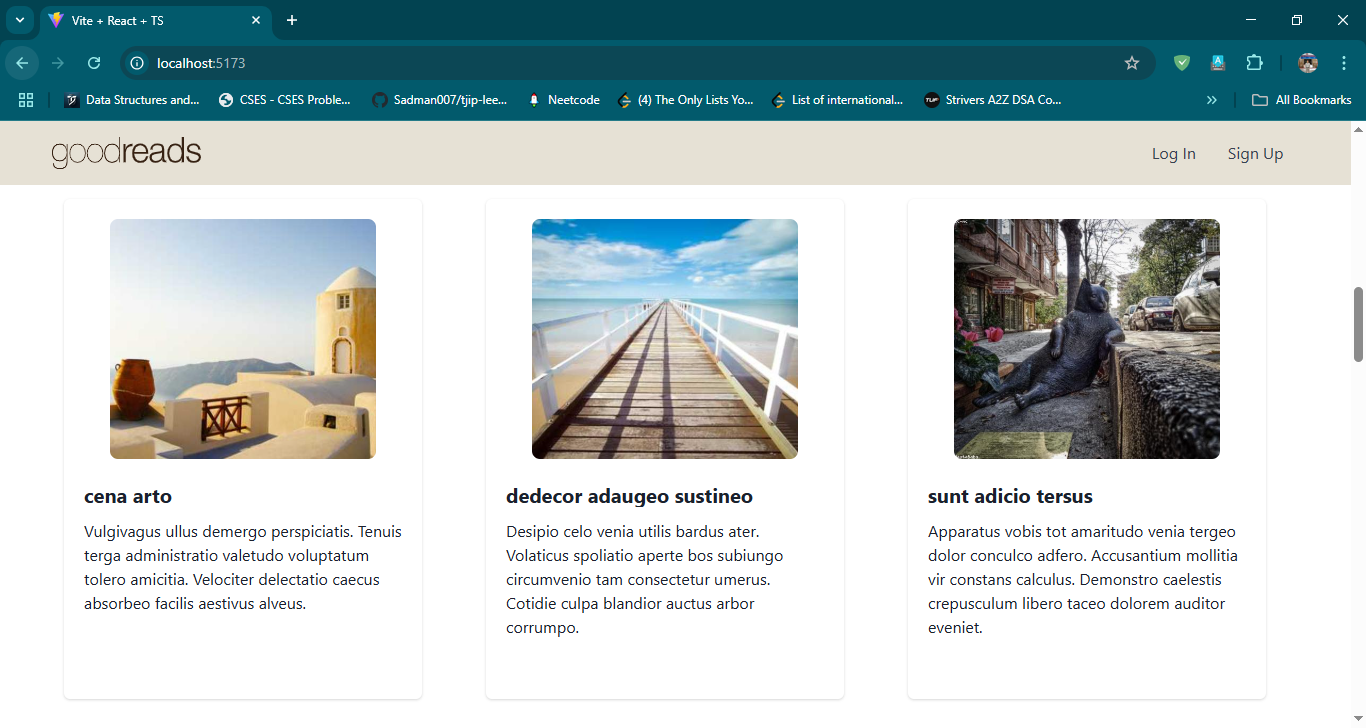 Vite + React + TS
localhost:5173
Data Structures and...
CSES - CSES Proble...
Sadman007/tjip-lee...
Neetcode
(4) The Only Lists Yo...
List of international...
TUF
Strivers A2Z DSA Co...
All Bookmarks
goodreads
Log In
Sign Up
cena arto
Vulgivagus ullus demergo perspiciatis. Tenuis
terga administratio valetudo voluptatum
tolero amicitia. Velociter delectatio caecus
absorbeo facilis aestivus alveus.
dedecor adaugeo sustineo
Desipio celo venia utilis bardus ater.
Volaticus spoliatio aperte bos subiungo
circumvenio tam consectetur umerus.
Cotidie culpa blandior auctus arbor
corrumpo.
sunt adicio tersus
Apparatus vobis tot amaritudo venia tergeo
dolor conculco adfero. Accusantium mollitia
vir constans calculus. Demonstro caelestis
crepusculum libero taceo dolorem auditor
eveniet.